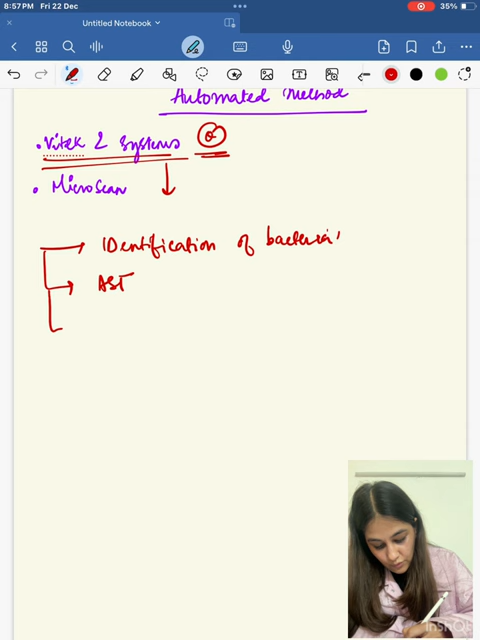 8:57 PM Fri 22 Dec
35%
Untitled Notebook
Automated Method
• Vitek 2 Systems
• MicroScan
Identification of bacteria
AST
InShot